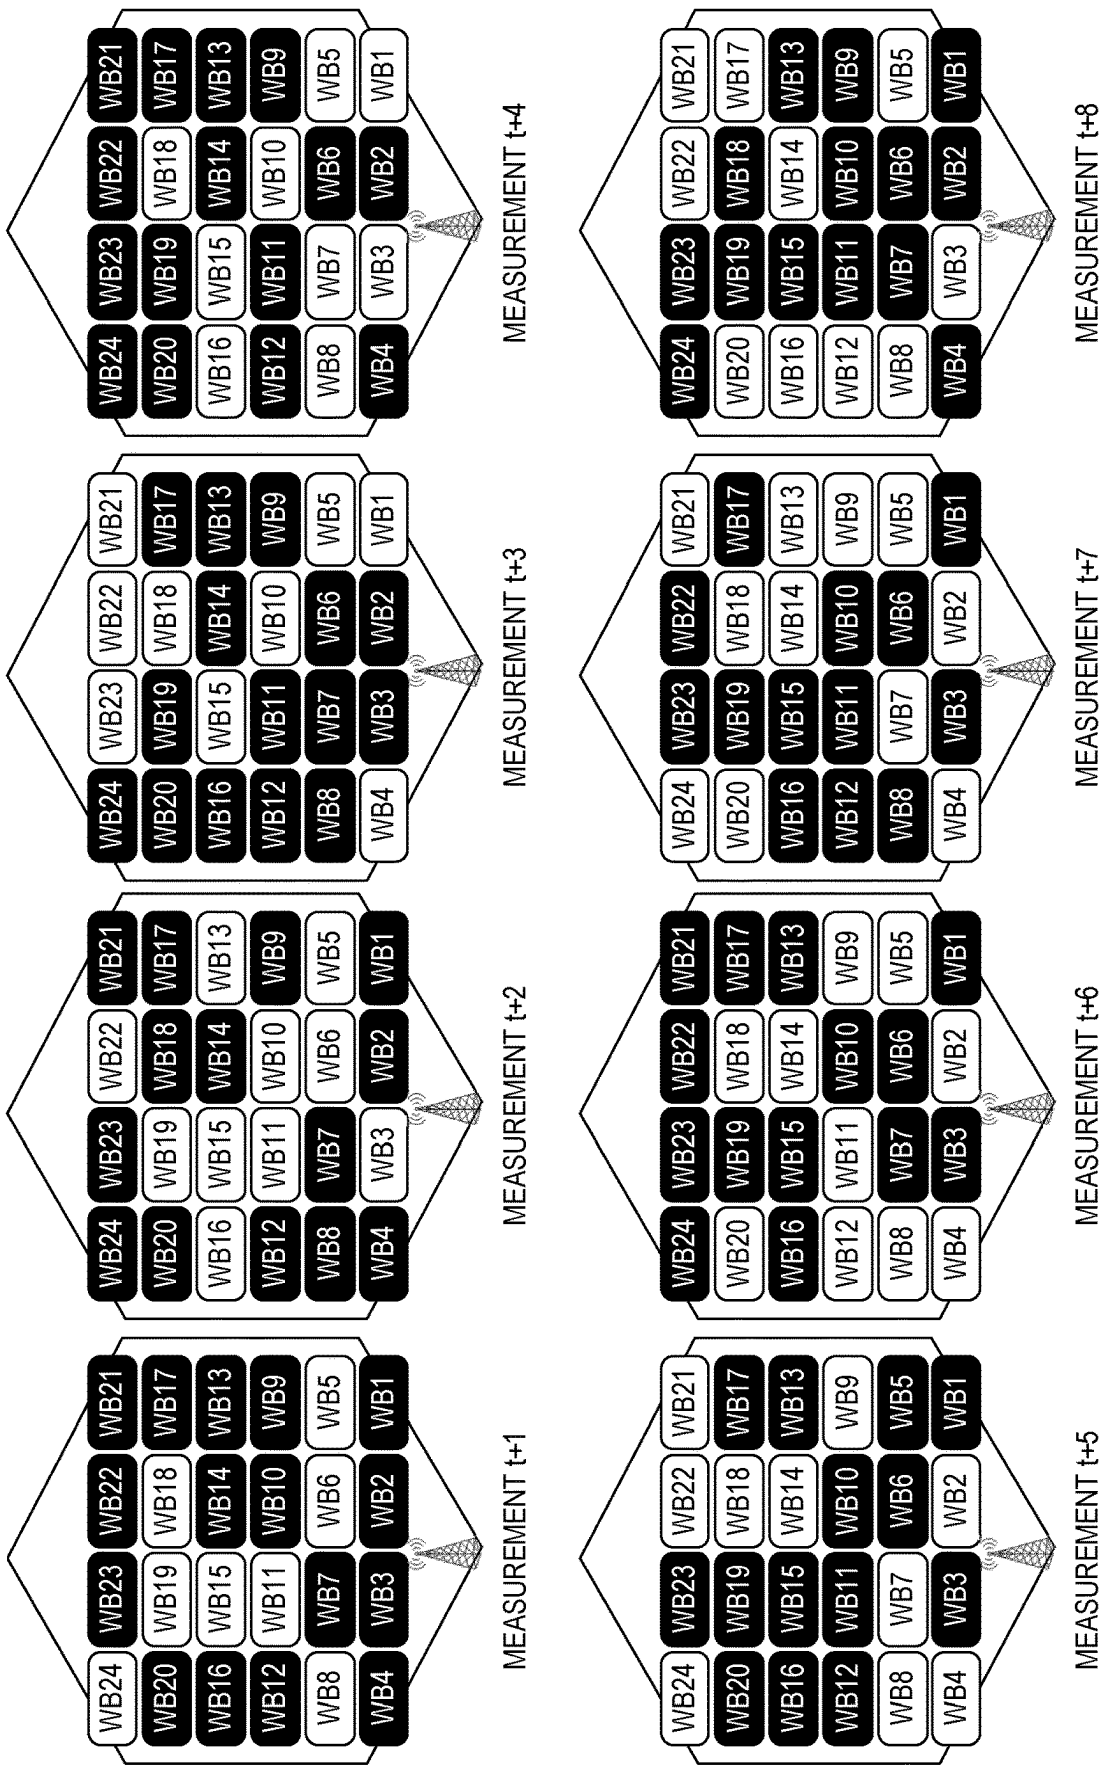 WB24 WB23 WB22 WB21
WB20 WB19 WB18 WB17
WB16 WB15 WB14 WB13
WB12 WB11 WB10 WB9
WB8 WB7 WB6 WB5
WB4 WB3 WB2 WB1
MEASUREMENT t+1
WB24 WB23 WB22 WB21
WB20 WB19 WB18 WB17
WB16 WB15 WB14 WB13
WB12 WB11 WB10 WB9
WB8 WB7 WB6 WB5
WB4 WB3 WB2 WB1
MEASUREMENT t+2
WB24 WB23 WB22 WB21
WB20 WB19 WB18 WB17
WB16 WB15 WB14 WB13
WB12 WB11 WB10 WB9
WB8 WB7 WB6 WB5
WB4 WB3 WB2 WB1
MEASUREMENT t+3
WB24 WB23 WB22 WB21
WB20 WB19 WB18 WB17
WB16 WB15 WB14 WB13
WB12 WB11 WB10 WB9
WB8 WB7 WB6 WB5
WB4 WB3 WB2 WB1
MEASUREMENT t+4
WB24 WB23 WB22 WB21
WB20 WB19 WB18 WB17
WB16 WB15 WB14 WB13
WB12 WB11 WB10 WB9
WB8 WB7 WB6 WB5
WB4 WB3 WB2 WB1
MEASUREMENT t+5
WB24 WB23 WB22 WB21
WB20 WB19 WB18 WB17
WB16 WB15 WB14 WB13
WB12 WB11 WB10 WB9
WB8 WB7 WB6 WB5
WB4 WB3 WB2 WB1
MEASUREMENT t+6
WB24 WB23 WB22 WB21
WB20 WB19 WB18 WB17
WB16 WB15 WB14 WB13
WB12 WB11 WB10 WB9
WB8 WB7 WB6 WB5
WB4 WB3 WB2 WB1
MEASUREMENT t+7
WB24 WB23 WB22 WB21
WB20 WB19 WB18 WB17
WB16 WB15 WB14 WB13
WB12 WB11 WB10 WB9
WB8 WB7 WB6 WB5
WB4 WB3 WB2 WB1
MEASUREMENT t+8